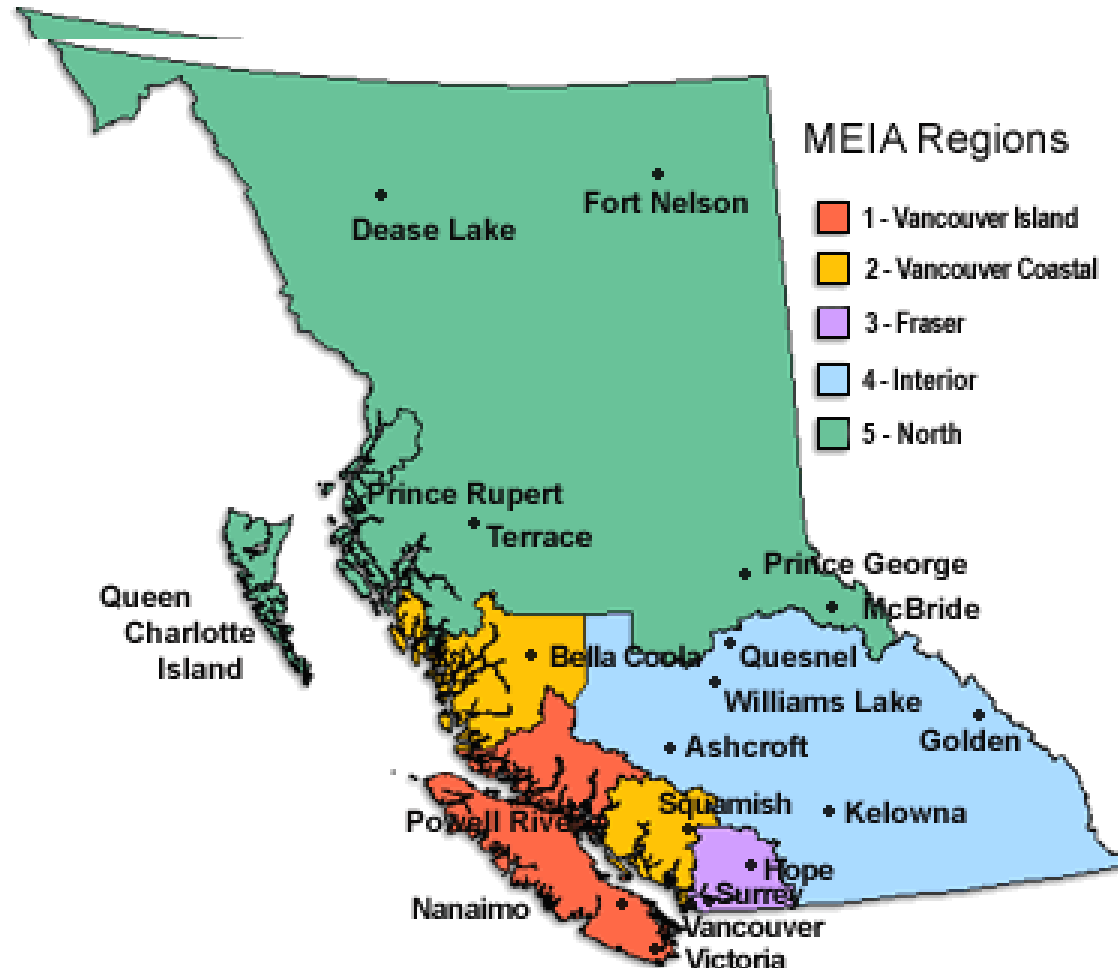 MEIA Regions
1 - Vancouver Island
2 - Vancouver Coastal
3 - Fraser
4 - Interior
5 - North
Fort Nelson
Dease Lake
Prince Rupert
Terrace
Prince George
McBride
Queen
Charlotte
Island
Bella Coola
Quesnel
Williams Lake
Golden
Ashcroft
Squamish
Kelowna
Powell River
Hope
Surrey
Nanaimo
Vancouver
Victoria